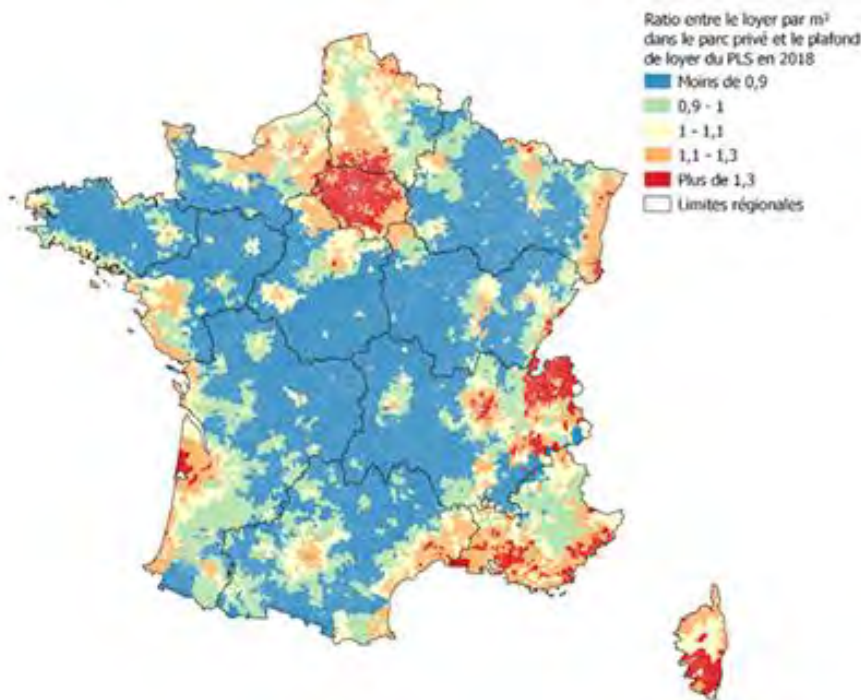 Ratio entre le loyer par m²
dans le parc privé et le plafond
de loyer du PLS en 2018
Moins de 0,9
0,9 - 1
1 - 1,1
1,1 - 1,3
Plus de 1,3
Limites régionales